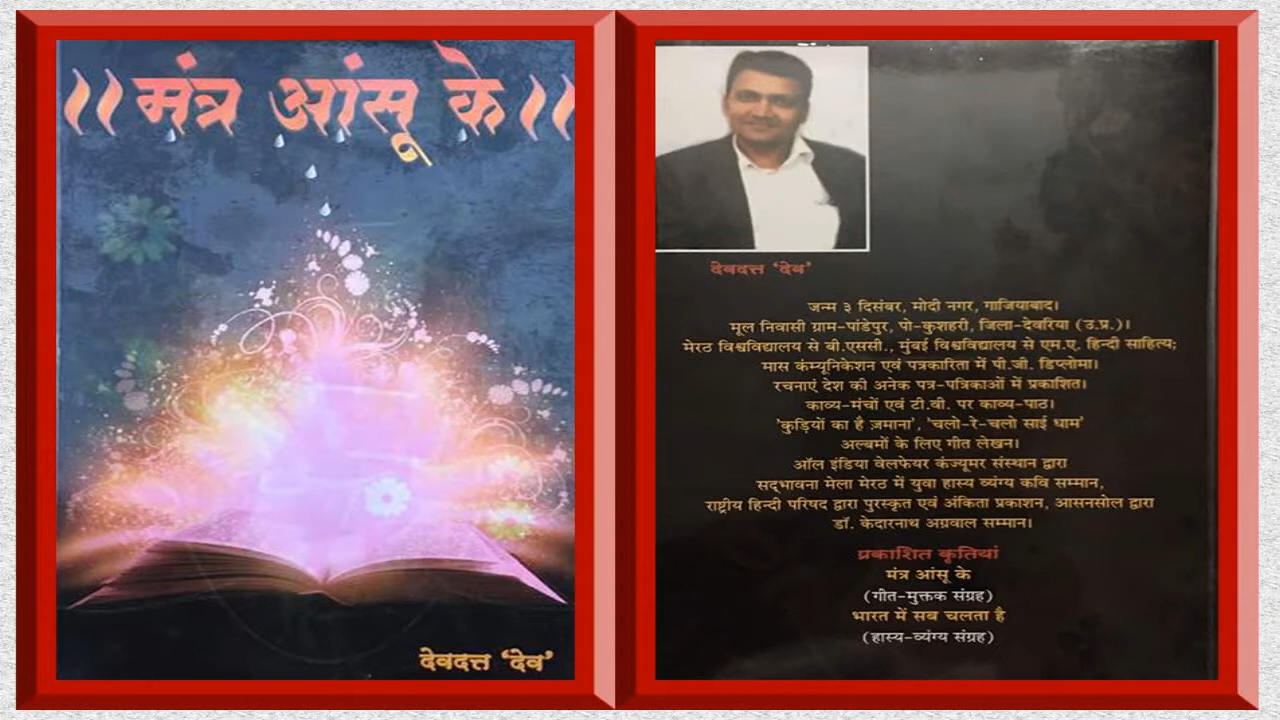 ।।मंत्र आंसू के।।
देवदत्त ‘देव’
देवदत्त ‘देव’
जन्म ३ दिसंबर, मोदी नगर, गाजियाबाद।
मूल निवासी ग्राम-पांडेपुर, पो-कुशहरी, जिला-देवरिया (उ.प्र.)।
मेरठ विश्वविद्यालय से बी.एससी., मुंबई विश्वविद्यालय से एम.ए. हिन्दी साहित्य;
मास कंम्यूनिकेशन एवं पत्रकारिता में पी.जी. डिप्लोमा।
रचनाएं देश की अनेक पत्र-पत्रिकाओं में प्रकाशित।
काव्य-मंचों एवं टी.वी. पर काव्य-पाठ।
'कुड़ियों का है ज़माना', 'चलो-रे-चलो साई धाम'
अल्बमों के लिए गीत लेखन।
ऑल इंडिया वेलफेयर कंज्यूमर संस्थान द्वारा
सद्भावना मेला मेरठ में युवा हास्य व्यंग्य कवि सम्मान,
राष्ट्रीय हिन्दी परिषद द्वारा पुरस्कृत एवं अंकिता प्रकाशन, आसनसोल द्वारा
डॉ. केदारनाथ अग्रवाल सम्मान।
प्रकाशित कृतियां
मंत्र आंसू के
(गीत-मुक्तक संग्रह)
भारत में सब चलता है
(हास्य-व्यंग्य संग्रह)